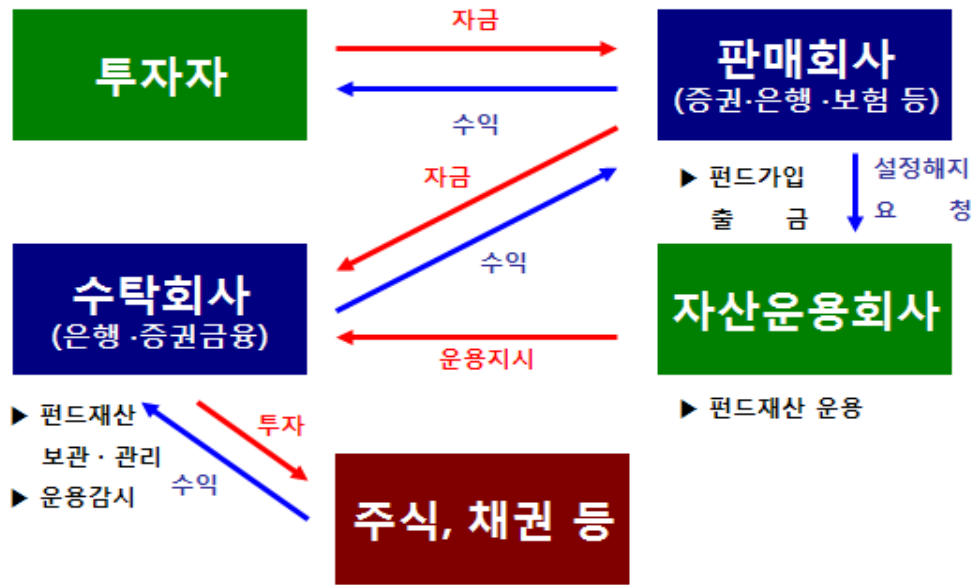 자금
투자자
판매회사
(증권·은행 ·보험 등)
수익
자금
▶ 펀드가입
출 금
설정해지
요 청
수익
수탁회사
(은행 ·증권금융)
자산운용회사
운용지시
▶ 펀드재산
보관 · 관리
▶ 운용감시
투자
수익
▶ 펀드재산 운용
주식, 채권 등